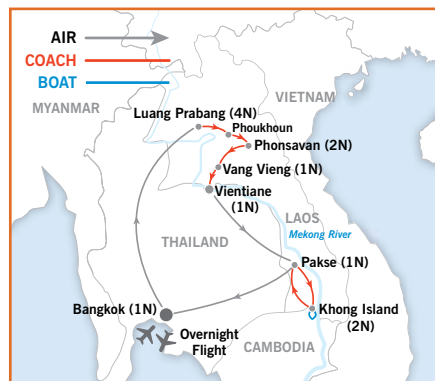 AIR
COACH
BOAT
MYANMAR
VIETNAM
Luang Prabang (4N)
Phoukhoun
Phonsavan (2N)
Vang Vieng (1N)
Vientiane
(1N)
LAOS
Mekong River
THAILAND
Pakse (1N)
Bangkok (1N)
Khong Island
(2N)
Overnight
Flight
CAMBODIA